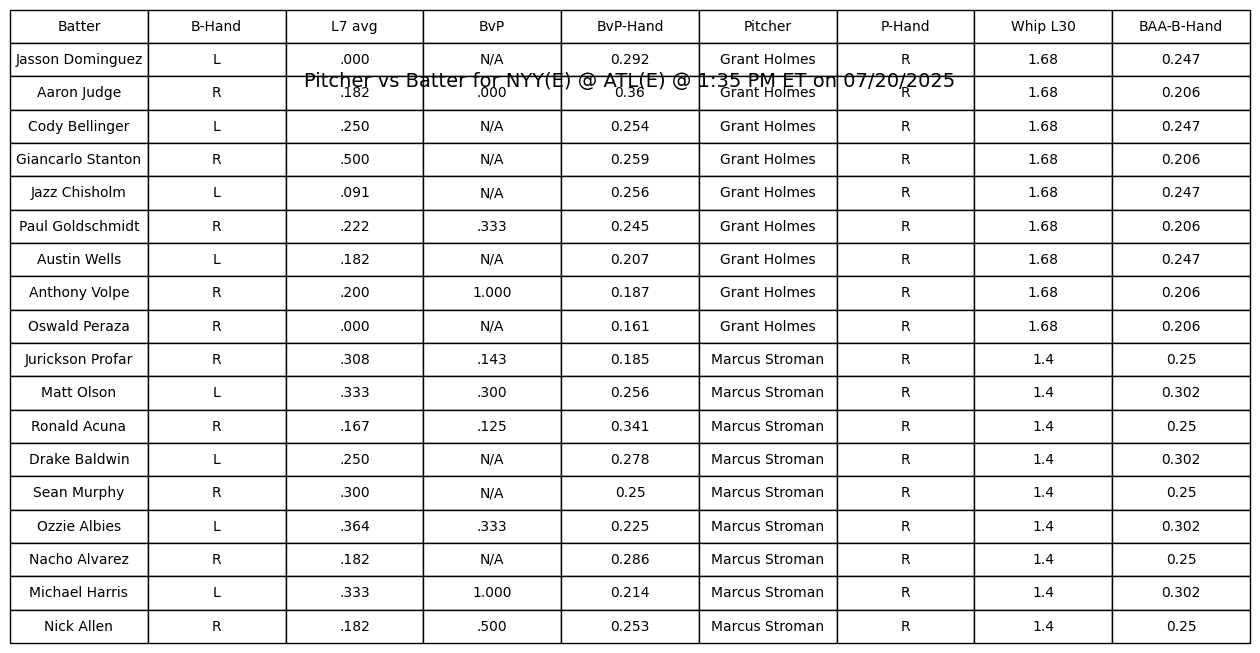 Batter B-Hand L7 avg BvP BvP-Hand Pitcher P-Hand Whip L30 BAA-B-Hand
Jasson Dominguez L .000 N/A 0.292 Grant Holmes R 1.68 0.247
Pitcher vs Batter for NYY(E) @ ATL(E) @ 1:35 PM ET on 07/20/2025
Aaron Judge R .182 .000 0.36 Grant Holmes R 1.68 0.206
Cody Bellinger L .250 N/A 0.254 Grant Holmes R 1.68 0.247
Giancarlo Stanton R .500 N/A 0.259 Grant Holmes R 1.68 0.206
Jazz Chisholm L .091 N/A 0.256 Grant Holmes R 1.68 0.247
Paul Goldschmidt R .222 .333 0.245 Grant Holmes R 1.68 0.206
Austin Wells L .182 N/A 0.207 Grant Holmes R 1.68 0.247
Anthony Volpe R .200 1.000 0.187 Grant Holmes R 1.68 0.206
Oswald Peraza R .000 N/A 0.161 Grant Holmes R 1.68 0.206
Jurickson Profar R .308 .143 0.185 Marcus Stroman R 1.4 0.25
Matt Olson L .333 .300 0.256 Marcus Stroman R 1.4 0.302
Ronald Acuna R .167 .125 0.341 Marcus Stroman R 1.4 0.25
Drake Baldwin L .250 N/A 0.278 Marcus Stroman R 1.4 0.302
Sean Murphy R .300 N/A 0.25 Marcus Stroman R 1.4 0.25
Ozzie Albies L .364 .333 0.225 Marcus Stroman R 1.4 0.302
Nacho Alvarez R .182 N/A 0.286 Marcus Stroman R 1.4 0.25
Michael Harris L .333 1.000 0.214 Marcus Stroman R 1.4 0.302
Nick Allen R .182 .500 0.253 Marcus Stroman R 1.4 0.25